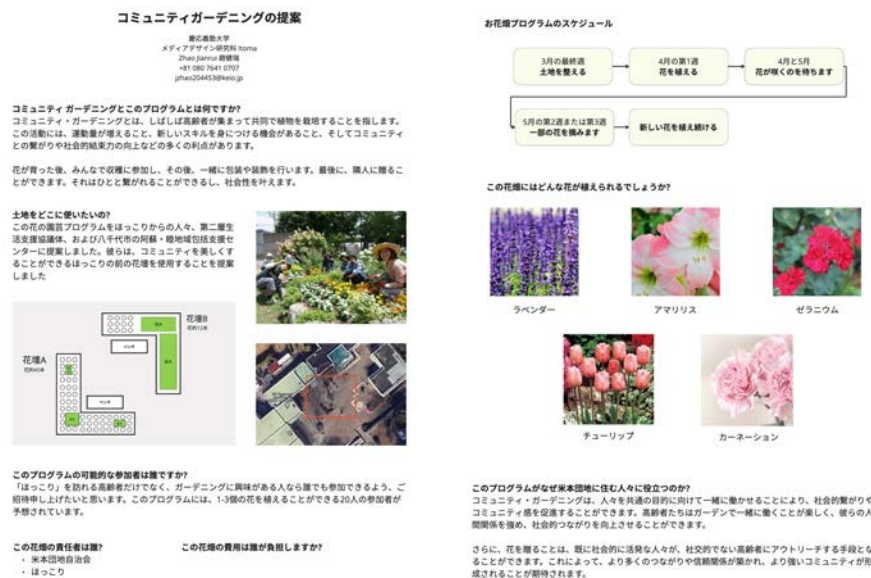 コミュニティガーデニングの提案
慶応義塾大学
メディアデザイン研究科 Itoma
Zhao Jianrui 趙健瑞
+81 080 7641 0707
jzhao204453@keio.jp
コミュニティ ガーデニングとこのプログラムとは何ですか?
コミュニティ・ガーデニングとは、しばしば高齢者が集まって共同で植物を栽培することを指します。
この活動には、運動量が増えること、新しいスキルを身につける機会があること、そしてコミュニティ
との繋がりや社会的結束力の向上などの多くの利点があります。
花が育った後、みんなで収穫に参加し、その後、一緒に包装や装飾を行います。最後に、隣人に贈るこ
とができます。それはひとと繋がれることができるし、社会性を叶えます。
土地をどこに使いたいの?
この花の園芸プログラムをほっこりからの人々、第二層生
活支援協議体、および八千代市の阿蘇・睦地域包括支援セ
ンターに提案しました。彼らは、コミュニティを美しくす
ることができるほっこりの前の花壇を使用することを提案
しました
花壇B
花約12本
ベンチ
花壇A
花約40本
ベンチ
このプログラムの可能的な参加者は誰ですか?
「ほっこり」を訪れる高齢者だけでなく、ガーデニングに興味がある人なら誰でも参加できるよう、ご
招待申し上げたいと思います。このプログラムには、1-3個の花を植えることができる20人の参加者が
予想されています。
この花畑の責任者は誰?
・ 米本団地自治会
・ ほっこり
この花畑の費用は誰が負担しますか?
お花畑プログラムのスケジュール
3月の最終週
土地を整える
4月の第1週
花を植える
4月と5月
花が咲くのを待ちます
5月の第2週または第3週
一部の花を摘みます
新しい花を植え続ける
この花畑にはどんな花が植えられるでしょうか?
ラベンダー
アマリリス
ゼラニウム
チューリップ
カーネーション
このプログラムがなぜ米本団地に住む人々に役立つのか?
コミュニティ・ガーデニングは、人々を共通の目的に向けて一緒に働かせることにより、社会的繋がりや
コミュニティ感を促進することができます。高齢者たちはガーデンで一緒に働くことが楽しく、彼らの人
間関係を強め、社会的つながりを向上させることができます。
さらに、花を贈ることは、既に社会的に活発な人々が、社交的でない高齢者にアウトリーチする手段とな
ることができます。これによって、より多くのつながりや信頼関係が築かれ、より強いコミュニティが形
成されることが期待されます。